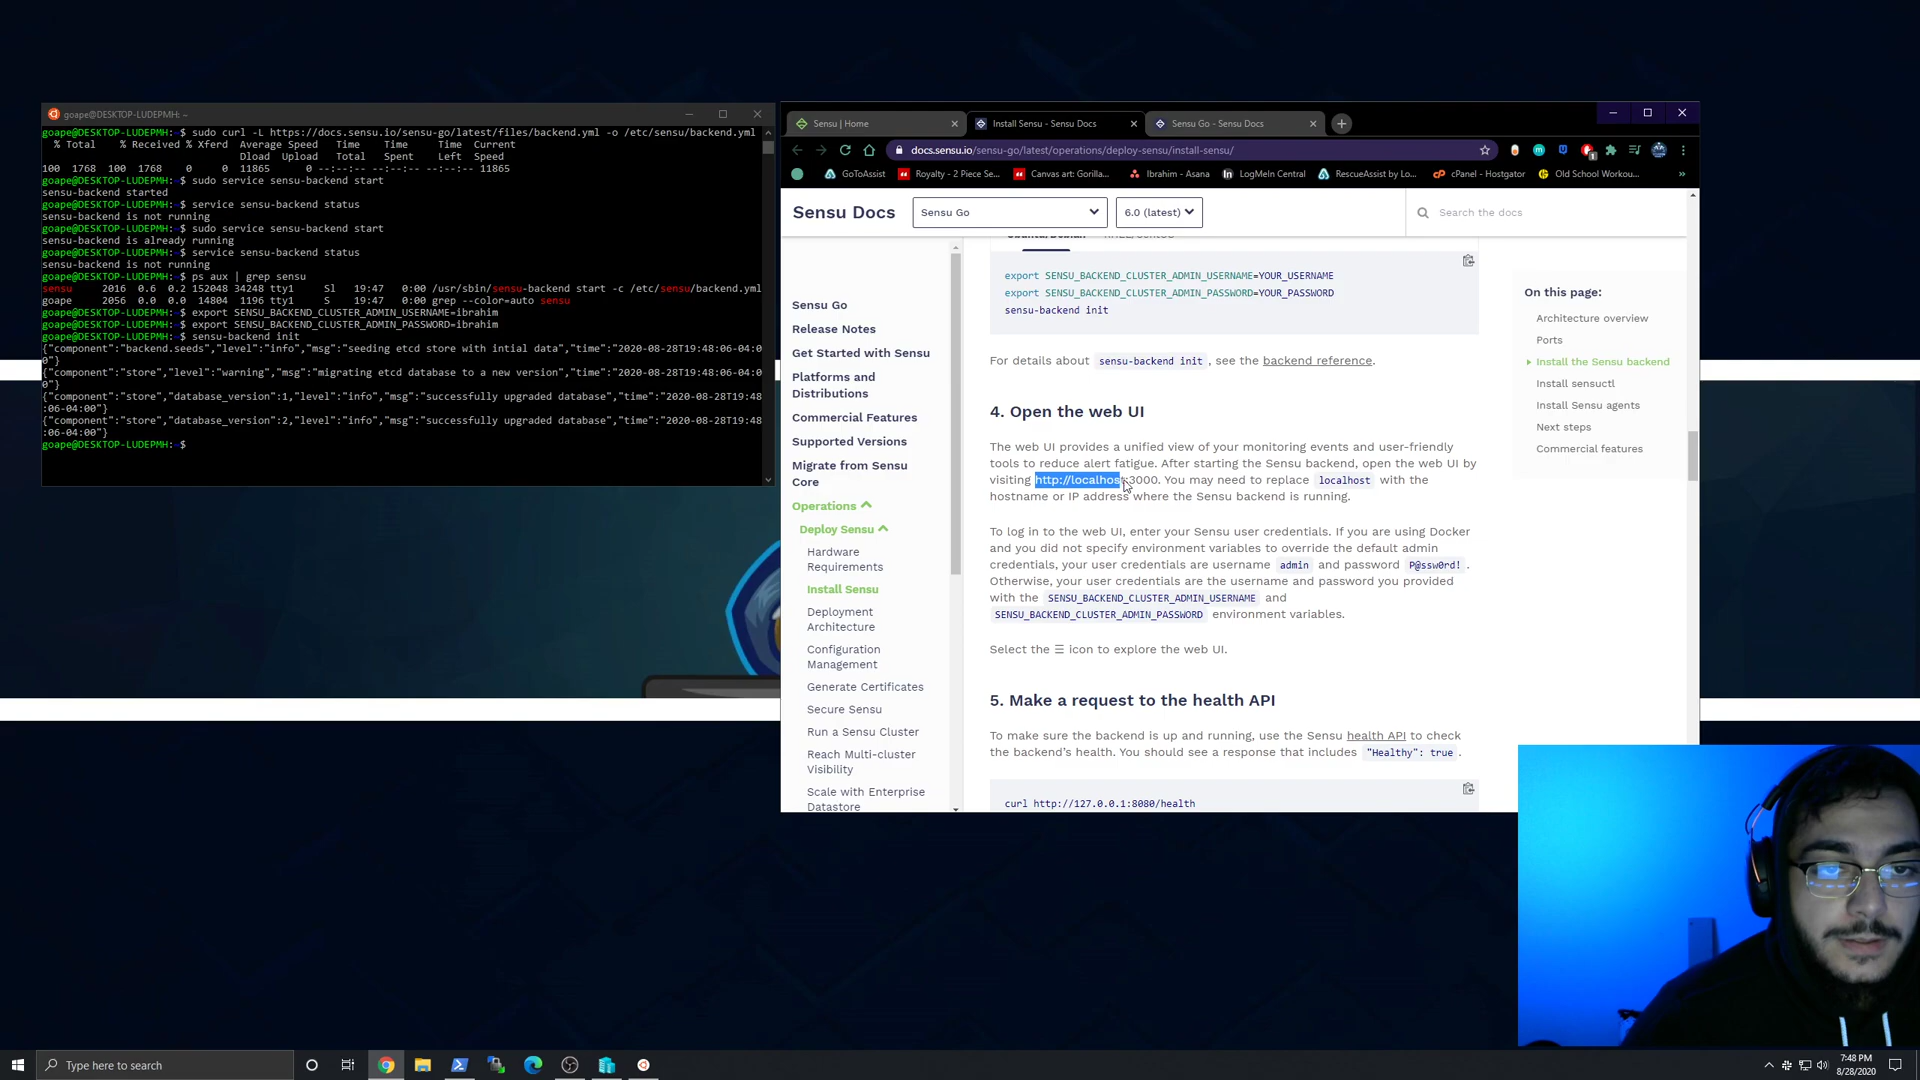 goape@DESKTOP-LUDEPMH: ~
goape@DESKTOP-LUDEPMH:~$ sudo curl -L https://docs.sensu.io/sensu-go/latest/files/backend.yml -o /etc/sensu/backend.yml
% Total % Received % Xferd Average Speed Time Time Time Current
Dload Upload Total Spent Left Speed
100 1768 100 1768 0 0 11865 0 --:--:-- --:--:-- --:--:-- 11865
goape@DESKTOP-LUDEPMH:~$ sudo service sensu-backend start
sensu-backend started
goape@DESKTOP-LUDEPMH:~$ service sensu-backend status
sensu-backend is not running
goape@DESKTOP-LUDEPMH:~$ sudo service sensu-backend start
sensu-backend is already running
goape@DESKTOP-LUDEPMH:~$ service sensu-backend status
sensu-backend is not running
goape@DESKTOP-LUDEPMH:~$ ps aux | grep sensu
sensu 2016 0.6 0.2 152048 34248 tty1 Sl 19:47 0:00 /usr/sbin/sensu-backend start -c /etc/sensu/backend.yml
goape 2056 0.0 0.0 14804 1196 tty1 S 19:47 0:00 grep --color=auto sensu
goape@DESKTOP-LUDEPMH:~$ export SENSU_BACKEND_CLUSTER_ADMIN_USERNAME=ibrahim
goape@DESKTOP-LUDEPMH:~$ export SENSU_BACKEND_CLUSTER_ADMIN_PASSWORD=ibrahim
goape@DESKTOP-LUDEPMH:~$ sensu-backend init
{"component":"backend.seeds","level":"info","msg":"seeding etcd store with intial data","time":"2020-08-28T19:48:06-04:0
0"}
{"component":"store","level":"warning","msg":"migrating etcd database to a new version","time":"2020-08-28T19:48:06-04:0
0"}
{"component":"store","database_version":1,"level":"info","msg":"successfully upgraded database","time":"2020-08-28T19:48
:06-04:00"}
{"component":"store","database_version":2,"level":"info","msg":"successfully upgraded database","time":"2020-08-28T19:48
:06-04:00"}
goape@DESKTOP-LUDEPMH:~$
Sensu | Home
Install Sensu - Sensu Docs
Sensu Go - Sensu Docs
docs.sensu.io/sensu-go/latest/operations/deploy-sensu/install-sensu/
GoToAssist
Royalty - 2 Piece Se...
Canvas art: Gorilla...
Ibrahim - Asana
LogMeIn Central
RescueAssist by Lo...
cPanel - Hostgator
Old School Workou...
»
Sensu Docs
Sensu Go
6.0 (latest)
Search the docs
Sensu Go
Release Notes
Get Started with Sensu
Platforms and
Distributions
Commercial Features
Supported Versions
Migrate from Sensu
Core
Operations
Deploy Sensu
Hardware
Requirements
Install Sensu
Deployment
Architecture
Configuration
Management
Generate Certificates
Secure Sensu
Run a Sensu Cluster
Reach Multi-cluster
Visibility
Scale with Enterprise
Datastore
export SENSU_BACKEND_CLUSTER_ADMIN_USERNAME=YOUR_USERNAME
export SENSU_BACKEND_CLUSTER_ADMIN_PASSWORD=YOUR_PASSWORD
sensu-backend init
For details about sensu-backend init, see the backend reference.
4. Open the web UI
The web UI provides a unified view of your monitoring events and user-friendly
tools to reduce alert fatigue. After starting the Sensu backend, open the web UI by
visiting http://localhost:3000. You may need to replace localhost with the
hostname or IP address where the Sensu backend is running.
To log in to the web UI, enter your Sensu user credentials. If you are using Docker
and you did not specify environment variables to override the default admin
credentials, your user credentials are username admin and password P@ssw0rd!.
Otherwise, your user credentials are the username and password you provided
with the SENSU_BACKEND_CLUSTER_ADMIN_USERNAME and
SENSU_BACKEND_CLUSTER_ADMIN_PASSWORD environment variables.
Select the ☰ icon to explore the web UI.
5. Make a request to the health API
To make sure the backend is up and running, use the Sensu health API to check
the backend's health. You should see a response that includes "Healthy": true.
curl http://127.0.0.1:8080/health
On this page:
Architecture overview
Ports
Install the Sensu backend
Install sensuctl
Install Sensu agents
Next steps
Commercial features
Type here to search
7:48 PM
8/28/2020